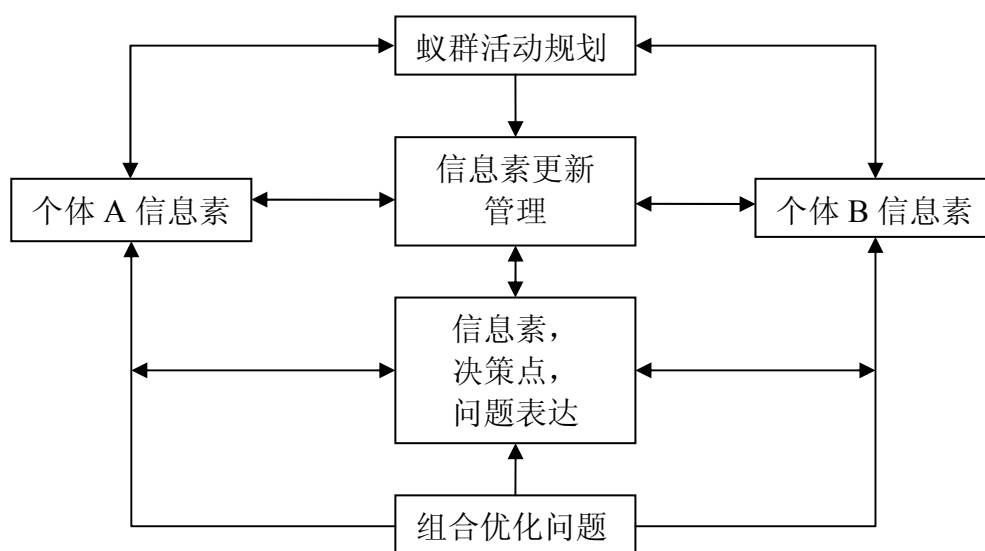 蚁群活动规划
信息素更新
管理
个体 A 信息素
个体 B 信息素
信息素，
决策点，
问题表达
组合优化问题